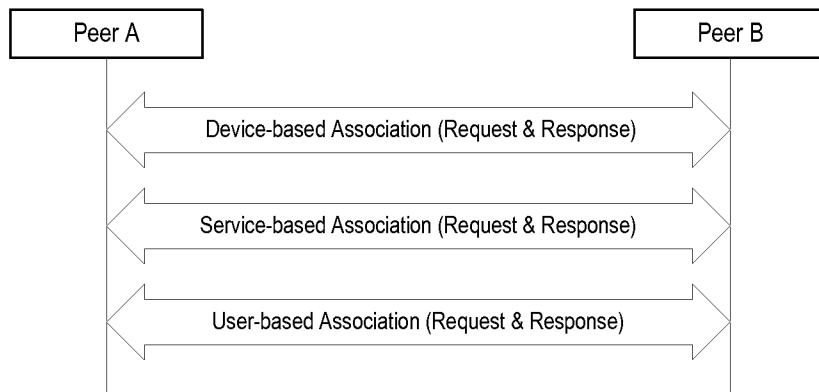 Peer A
Peer B
Device-based Association (Request & Response)
Service-based Association (Request & Response)
User-based Association (Request & Response)